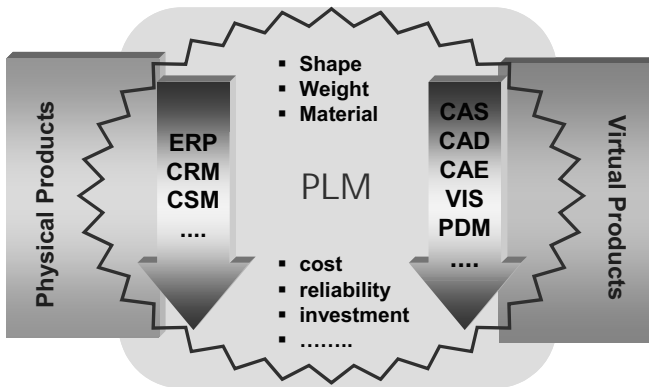 Physical Products
ERP
CRM
CSM
....
▪ Shape
▪ Weight
▪ Material
PLM
▪ cost
▪ reliability
▪ investment
▪ ........
CAS
CAD
CAE
VIS
PDM
....
Virtual Products